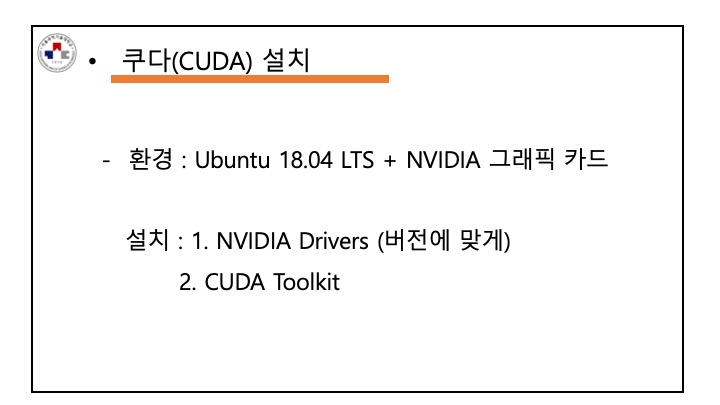 • 쿠다(CUDA) 설치
- 환경 : Ubuntu 18.04 LTS + NVIDIA 그래픽 카드
설치 : 1. NVIDIA Drivers (버전에 맞게)
2. CUDA Toolkit